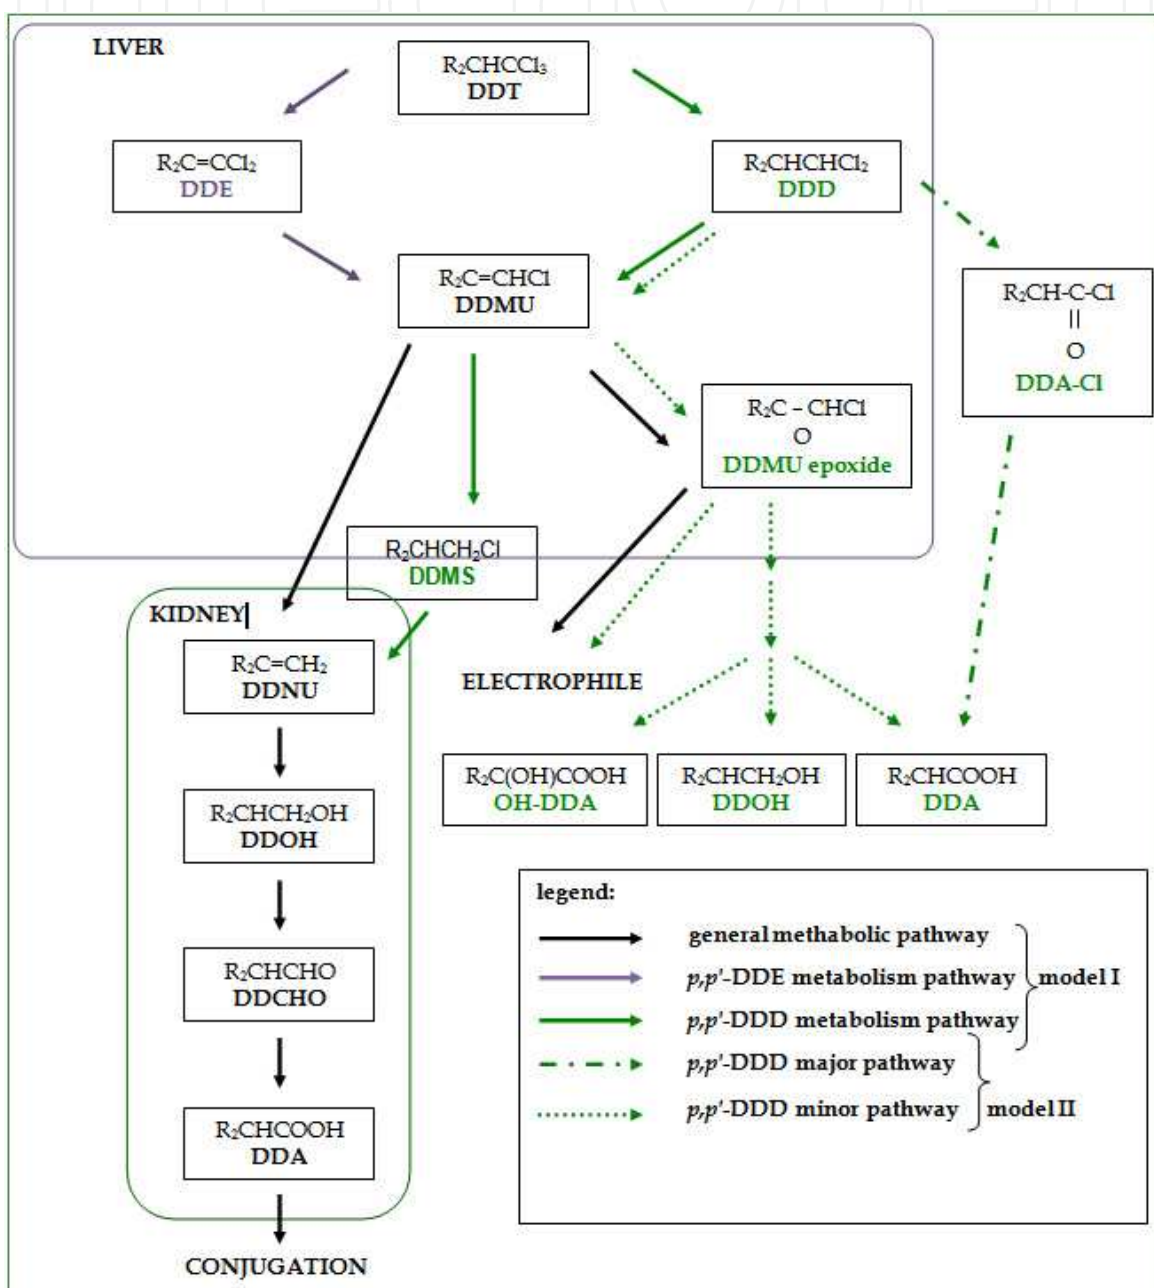 LIVER
R₂CHCCl₃
DDT
R₂C=CCl₂
DDE
R₂CHCHCl₂
DDD
R₂C=CHCl
DDMU
R₂CH-C-Cl
||
O
DDA-Cl
R₂C – CHCl
O
DDMU epoxide
R₂CHCH₂Cl
DDMS
KIDNEY
R₂C=CH₂
DDNU
ELECTROPHILE
R₂C(OH)COOH
OH-DDA
R₂CHCH₂OH
DDOH
R₂CHCOOH
DDA
R₂CHCH₂OH
DDOH
R₂CHCHO
DDCHO
R₂CHCOOH
DDA
CONJUGATION
legend:
general methabolic pathway
p,p'-DDE metabolism pathway
model I
p,p'-DDD metabolism pathway
p,p'-DDD major pathway
p,p'-DDD minor pathway
model II